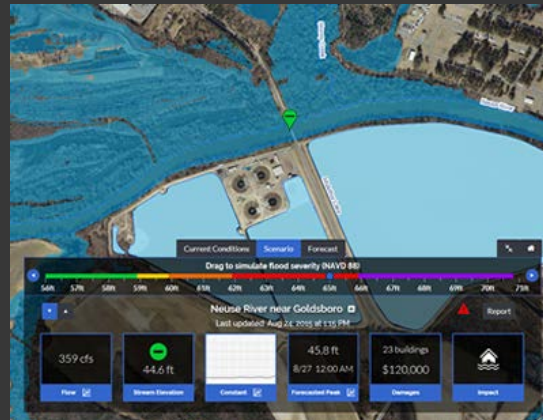 Neuse River
Current Conditions Scenario Forecast
Drag to simulate flood severity (NAVD 88)
56ft 57ft 58ft 59ft 60ft 61ft 62ft 63ft 64ft 65ft 66ft 67ft 68ft 69ft 70ft 75ft
Neuse River near Goldsboro
Last updated: Aug 24, 2015 at 1:15 PM
Report
359 cfs
44.6 ft
45.8 ft
8/27 12:00 AM
23 buildings
$120,000
Flow
Stream Elevation
Constant
Forecasted Peak
Damages
Impact